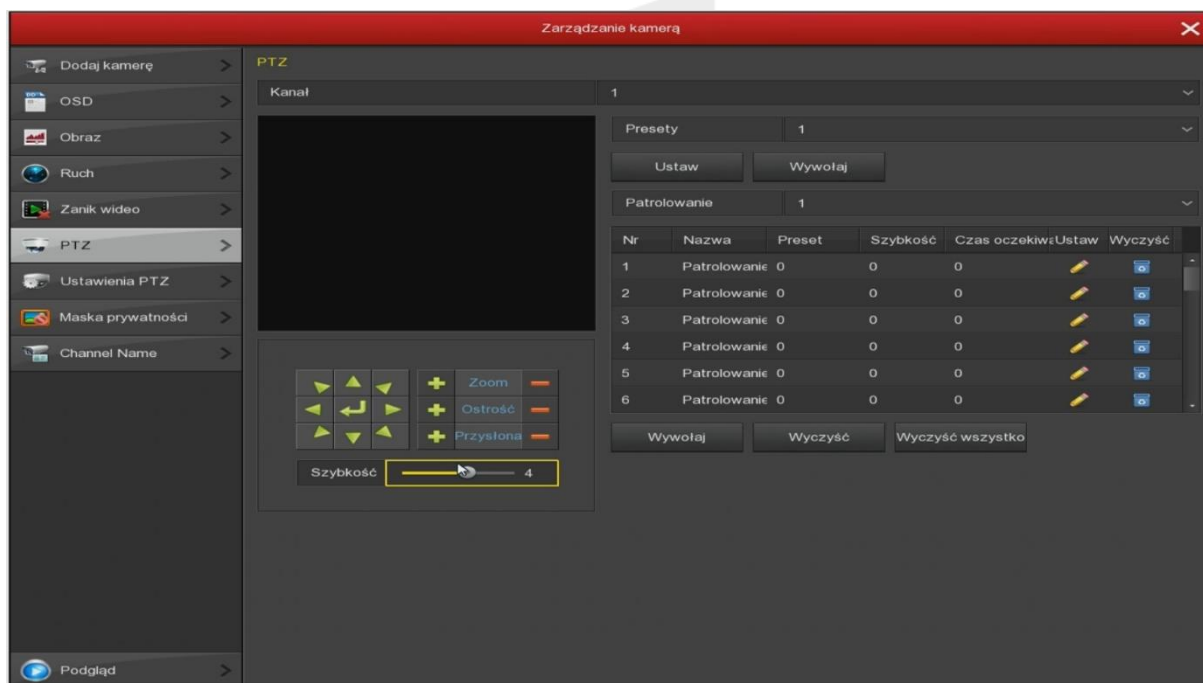 Zarządzanie kamerą
Dodaj kamerę
OSD
Obraz
Ruch
Zanik wideo
PTZ
Ustawienia PTZ
Maska prywatności
Channel Name
Podgląd
PTZ
Kanał 1
Presety 1
Ustaw Wywołaj
Patrolowanie 1
Nr Nazwa Preset Szybkość Czas oczekiwa Ustaw Wyczyść
1 Patrolowanie 0 0 0
2 Patrolowanie 0 0 0
3 Patrolowanie 0 0 0
4 Patrolowanie 0 0 0
5 Patrolowanie 0 0 0
6 Patrolowanie 0 0 0
Wywołaj Wyczyść Wyczyść wszystko
Zoom
Ostrość
Przysłona
Szybkość 4